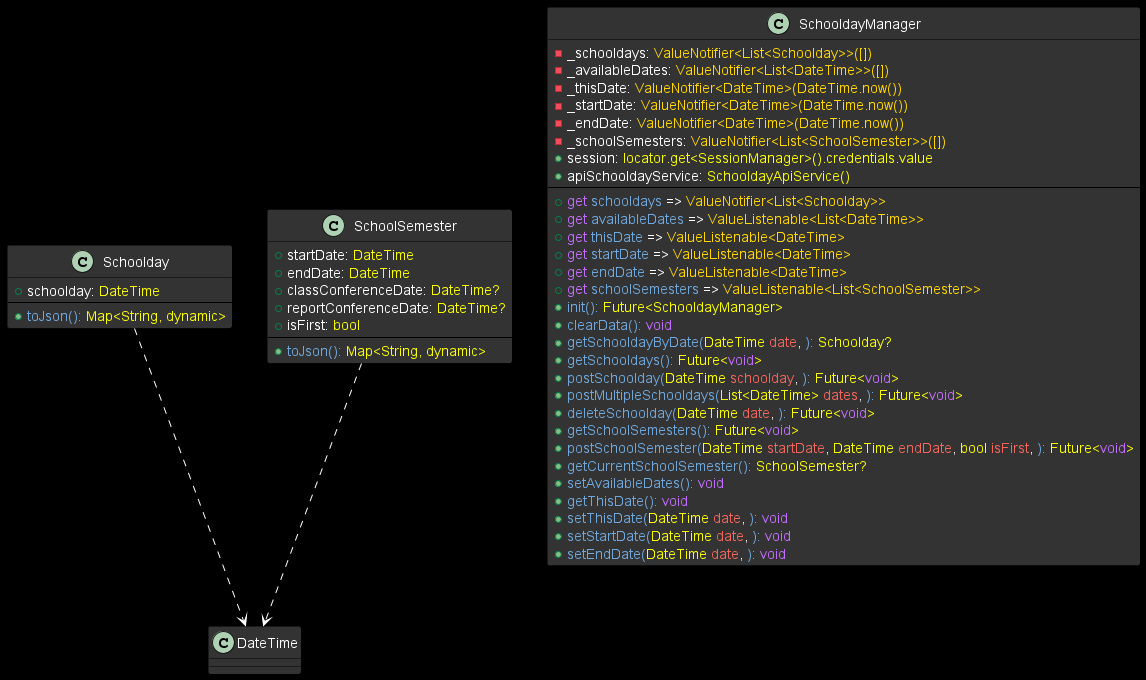 C SchooldayManager
_schooldays: ValueNotifier<List<Schoolday>>([])
_availableDates: ValueNotifier<List<DateTime>>([])
_thisDate: ValueNotifier<DateTime>(DateTime.now())
_startDate: ValueNotifier<DateTime>(DateTime.now())
_endDate: ValueNotifier<DateTime>(DateTime.now())
_schoolSemesters: ValueNotifier<List<SchoolSemester>>([])
session: locator.get<SessionManager>().credentials.value
apiSchooldayService: SchooldayApiService()
get schooldays => ValueNotifier<List<Schoolday>>
get availableDates => ValueListenable<List<DateTime>>
get thisDate => ValueListenable<DateTime>
get startDate => ValueListenable<DateTime>
get endDate => ValueListenable<DateTime>
get schoolSemesters => ValueListenable<List<SchoolSemester>>
init(): Future<SchooldayManager>
clearData(): void
getSchooldayByDate(DateTime date, ): Schoolday?
getSchooldays(): Future<void>
postSchoolday(DateTime schoolday, ): Future<void>
postMultipleSchooldays(List<DateTime> dates, ): Future<void>
deleteSchoolday(DateTime date, ): Future<void>
getSchoolSemesters(): Future<void>
postSchoolSemester(DateTime startDate, DateTime endDate, bool isFirst, ): Future<void>
getCurrentSchoolSemester(): SchoolSemester?
setAvailableDates(): void
getThisDate(): void
setThisDate(DateTime date, ): void
setStartDate(DateTime date, ): void
setEndDate(DateTime date, ): void
C SchoolSemester
startDate: DateTime
endDate: DateTime
classConferenceDate: DateTime?
reportConferenceDate: DateTime?
isFirst: bool
toJson(): Map<String, dynamic>
C Schoolday
schoolday: DateTime
toJson(): Map<String, dynamic>
C DateTime